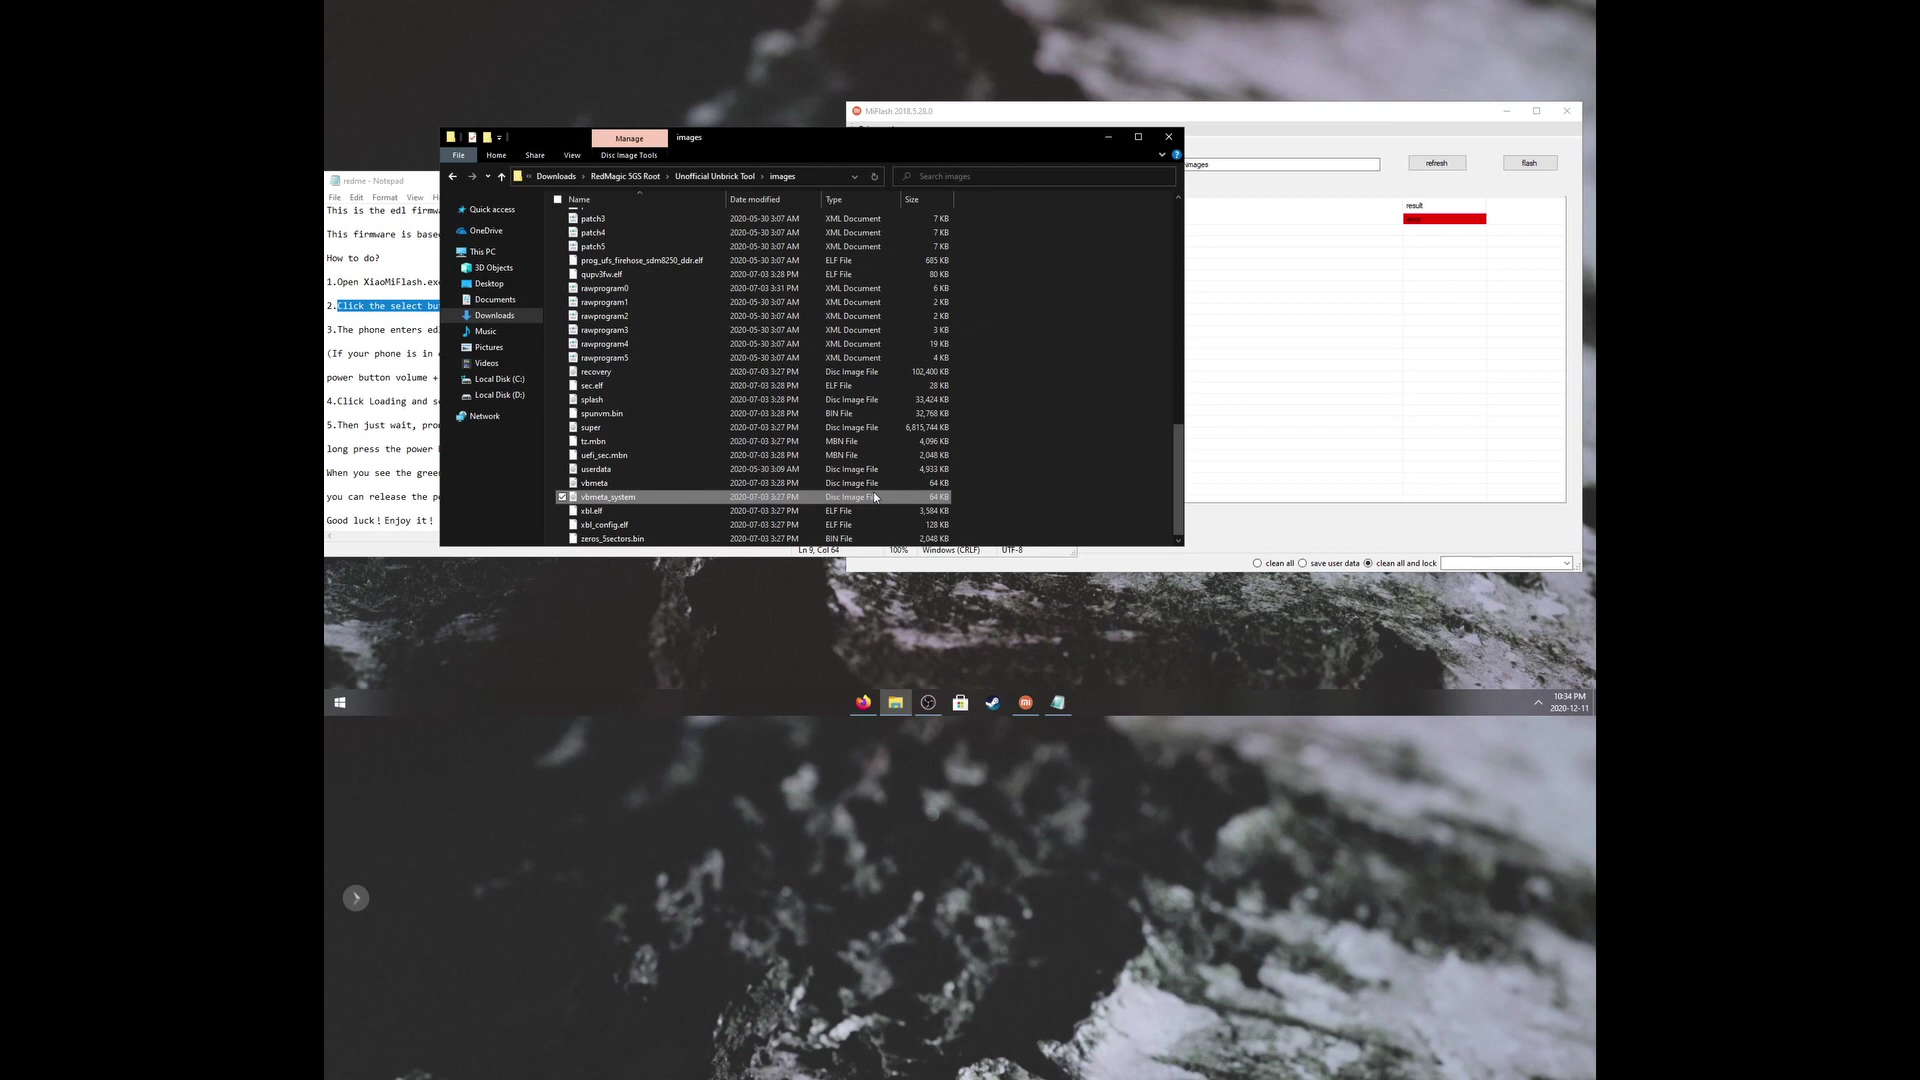 MiFlash 2018.5.28.0
images
refresh
flash
result
clean all
save user data
clean all and lock
Manage
images
File
Home
Share
View
Disc Image Tools
« Downloads > RedMagic 5GS Root > Unofficial Unbrick Tool > images
Search images
Quick access
OneDrive
This PC
3D Objects
Desktop
Documents
Downloads
Music
Pictures
Videos
Local Disk (C:)
Local Disk (D:)
Network
Name Date modified Type Size
patch3 2020-05-30 3:07 AM XML Document 7 KB
patch4 2020-05-30 3:07 AM XML Document 7 KB
patch5 2020-05-30 3:07 AM XML Document 7 KB
prog_ufs_firehose_sdm8250_ddr.elf 2020-05-30 3:07 AM ELF File 685 KB
qupv3fw.elf 2020-07-03 3:28 PM ELF File 80 KB
rawprogram0 2020-07-03 3:31 PM XML Document 6 KB
rawprogram1 2020-05-30 3:07 AM XML Document 2 KB
rawprogram2 2020-05-30 3:07 AM XML Document 2 KB
rawprogram3 2020-05-30 3:07 AM XML Document 3 KB
rawprogram4 2020-05-30 3:07 AM XML Document 19 KB
rawprogram5 2020-05-30 3:07 AM XML Document 4 KB
recovery 2020-07-03 3:27 PM Disc Image File 102,400 KB
sec.elf 2020-07-03 3:28 PM ELF File 28 KB
splash 2020-07-03 3:28 PM Disc Image File 33,424 KB
spunvm.bin 2020-07-03 3:28 PM BIN File 32,768 KB
super 2020-07-03 3:27 PM Disc Image File 6,815,744 KB
tz.mbn 2020-07-03 3:27 PM MBN File 4,096 KB
uefi_sec.mbn 2020-07-03 3:28 PM MBN File 2,048 KB
userdata 2020-05-30 3:09 AM Disc Image File 4,933 KB
vbmeta 2020-07-03 3:28 PM Disc Image File 64 KB
vbmeta_system 2020-07-03 3:27 PM Disc Image File 64 KB
xbl.elf 2020-07-03 3:27 PM ELF File 3,584 KB
xbl_config.elf 2020-07-03 3:27 PM ELF File 128 KB
zeros_5sectors.bin 2020-07-03 3:27 PM BIN File 2,048 KB
redme - Notepad
File Edit Format View H
This is the edl firmwa
This firmware is based
How to do?
1.Open XiaoMiFlash.exe
2.Click the select but
3.The phone enters ed
(If your phone is in e
power button volume +
4.Click Loading and se
5.Then just wait, prom
long press the power b
When you see the green
you can release the po
Good luck！Enjoy it！
Ln 9, Col 64 100% Windows (CRLF) UTF-8
10:34 PM
2020-12-11